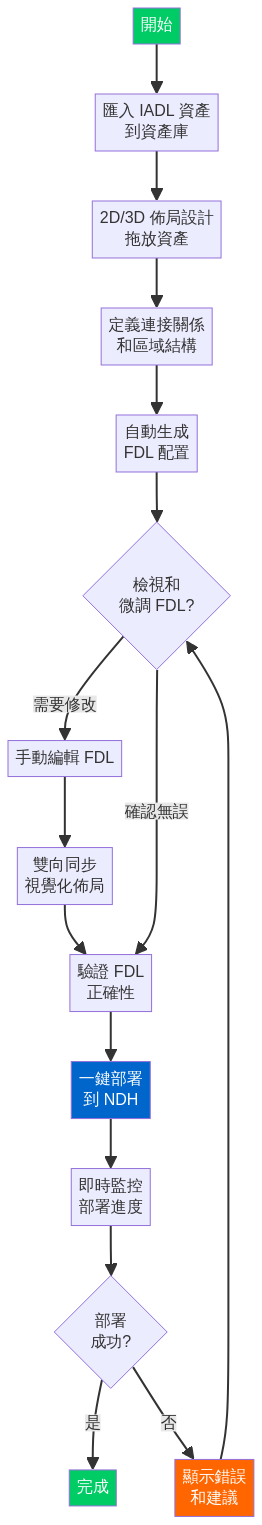 開始
匯入 IADL 資產
到資產庫
2D/3D 佈局設計
拖放資產
定義連接關係
和區域結構
自動生成
FDL 配置
檢視和
微調 FDL?
需要修改
手動編輯 FDL
確認無誤
雙向同步
視覺化佈局
驗證 FDL
正確性
一鍵部署
到 NDH
即時監控
部署進度
部署
成功?
是
否
完成
顯示錯誤
和建議